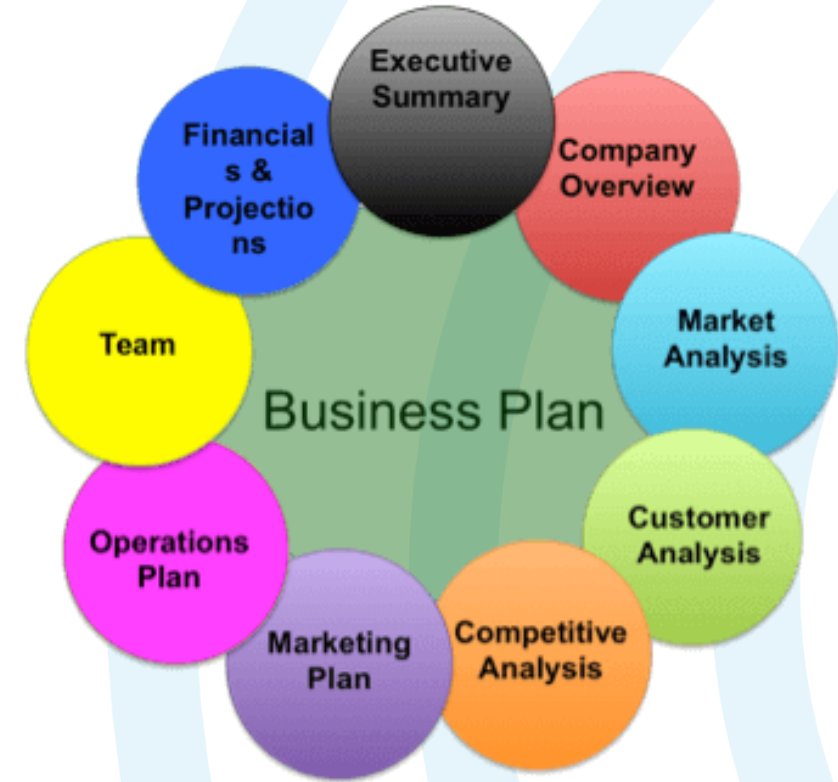 Executive
Summary
Company
Overview
Market
Analysis
Customer
Analysis
Competitive
Analysis
Marketing
Plan
Operations
Plan
Team
Financial
s &
Projectio
ns
Business Plan